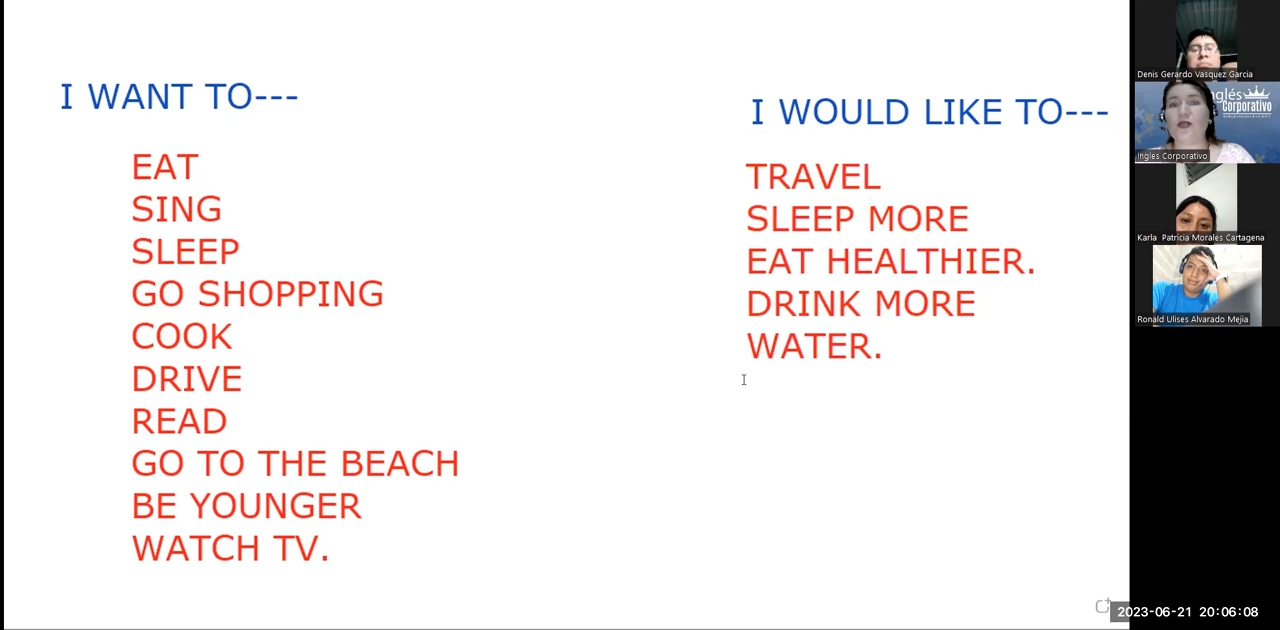 I WANT TO---
EAT
SING
SLEEP
GO SHOPPING
COOK
DRIVE
READ
GO TO THE BEACH
BE YOUNGER
WATCH TV.
I WOULD LIKE TO---
TRAVEL
SLEEP MORE
EAT HEALTHIER.
DRINK MORE
WATER.
Denis Gerardo Vasquez Garcia
Inglés
Corporativo
Ingles Corporativo
Karla Patricia Morales Cartagena
Ronald Ulises Alvarado Mejia
2023-06-21 20:06:08